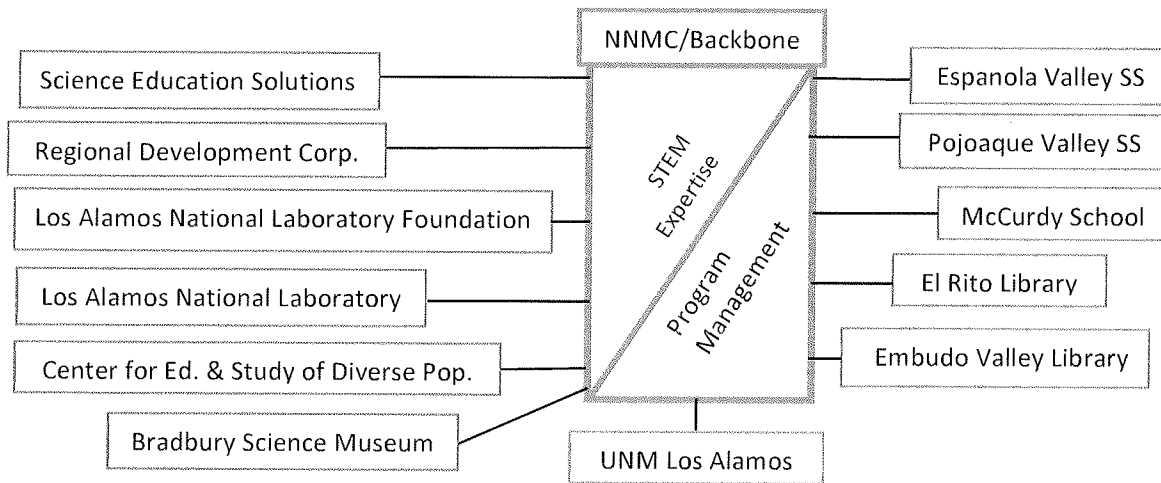 NNMC/Backbone
Science Education Solutions
Regional Development Corp.
Los Alamos National Laboratory Foundation
Los Alamos National Laboratory
Center for Ed. & Study of Diverse Pop.
Bradbury Science Museum
STEM
Expertise
Program
Management
Espanola Valley SS
Pojoaque Valley SS
McCurdy School
El Rito Library
Embudo Valley Library
UNM Los Alamos